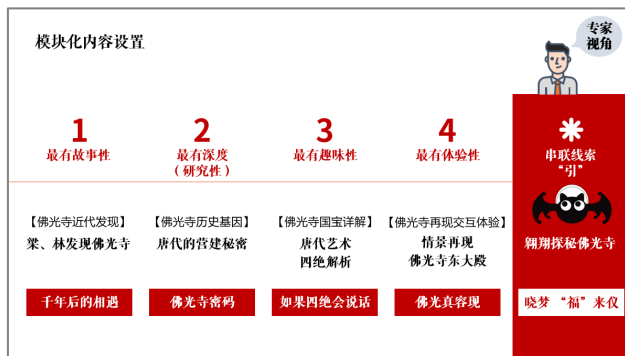 模块化内容设置
专家
视角
1
最有故事性
【佛光寺近代发现】
梁、林发现佛光寺
千年后的相遇
2
最有深度
（研究性）
【佛光寺历史基因】
唐代的营建秘密
佛光寺密码
3
最有趣味性
【佛光寺国宝详解】
唐代艺术
四绝解析
如果四绝会说话
4
最有体验性
【佛光寺再现交互体验】
情景再现
佛光寺东大殿
佛光真容现
串联线索
“引”
翱翔探秘佛光寺
晓梦 “福” 来仪